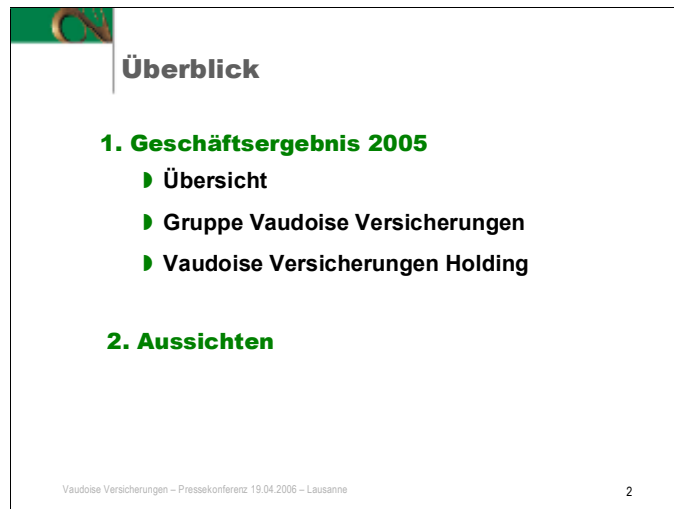 Überblick
1. Geschäftsergebnis 2005
Übersicht
Gruppe Vaudoise Versicherungen
Vaudoise Versicherungen Holding
2. Aussichten
Vaudoise Versicherungen – Pressekonferenz 19.04.2006 – Lausanne
2